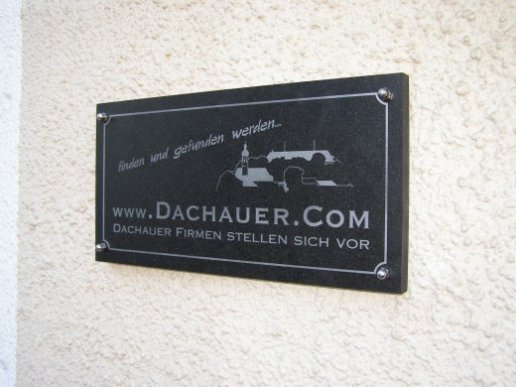 finden und gefunden werden...
www.Dachauer.Com
Dachauer Firmen stellen sich vor